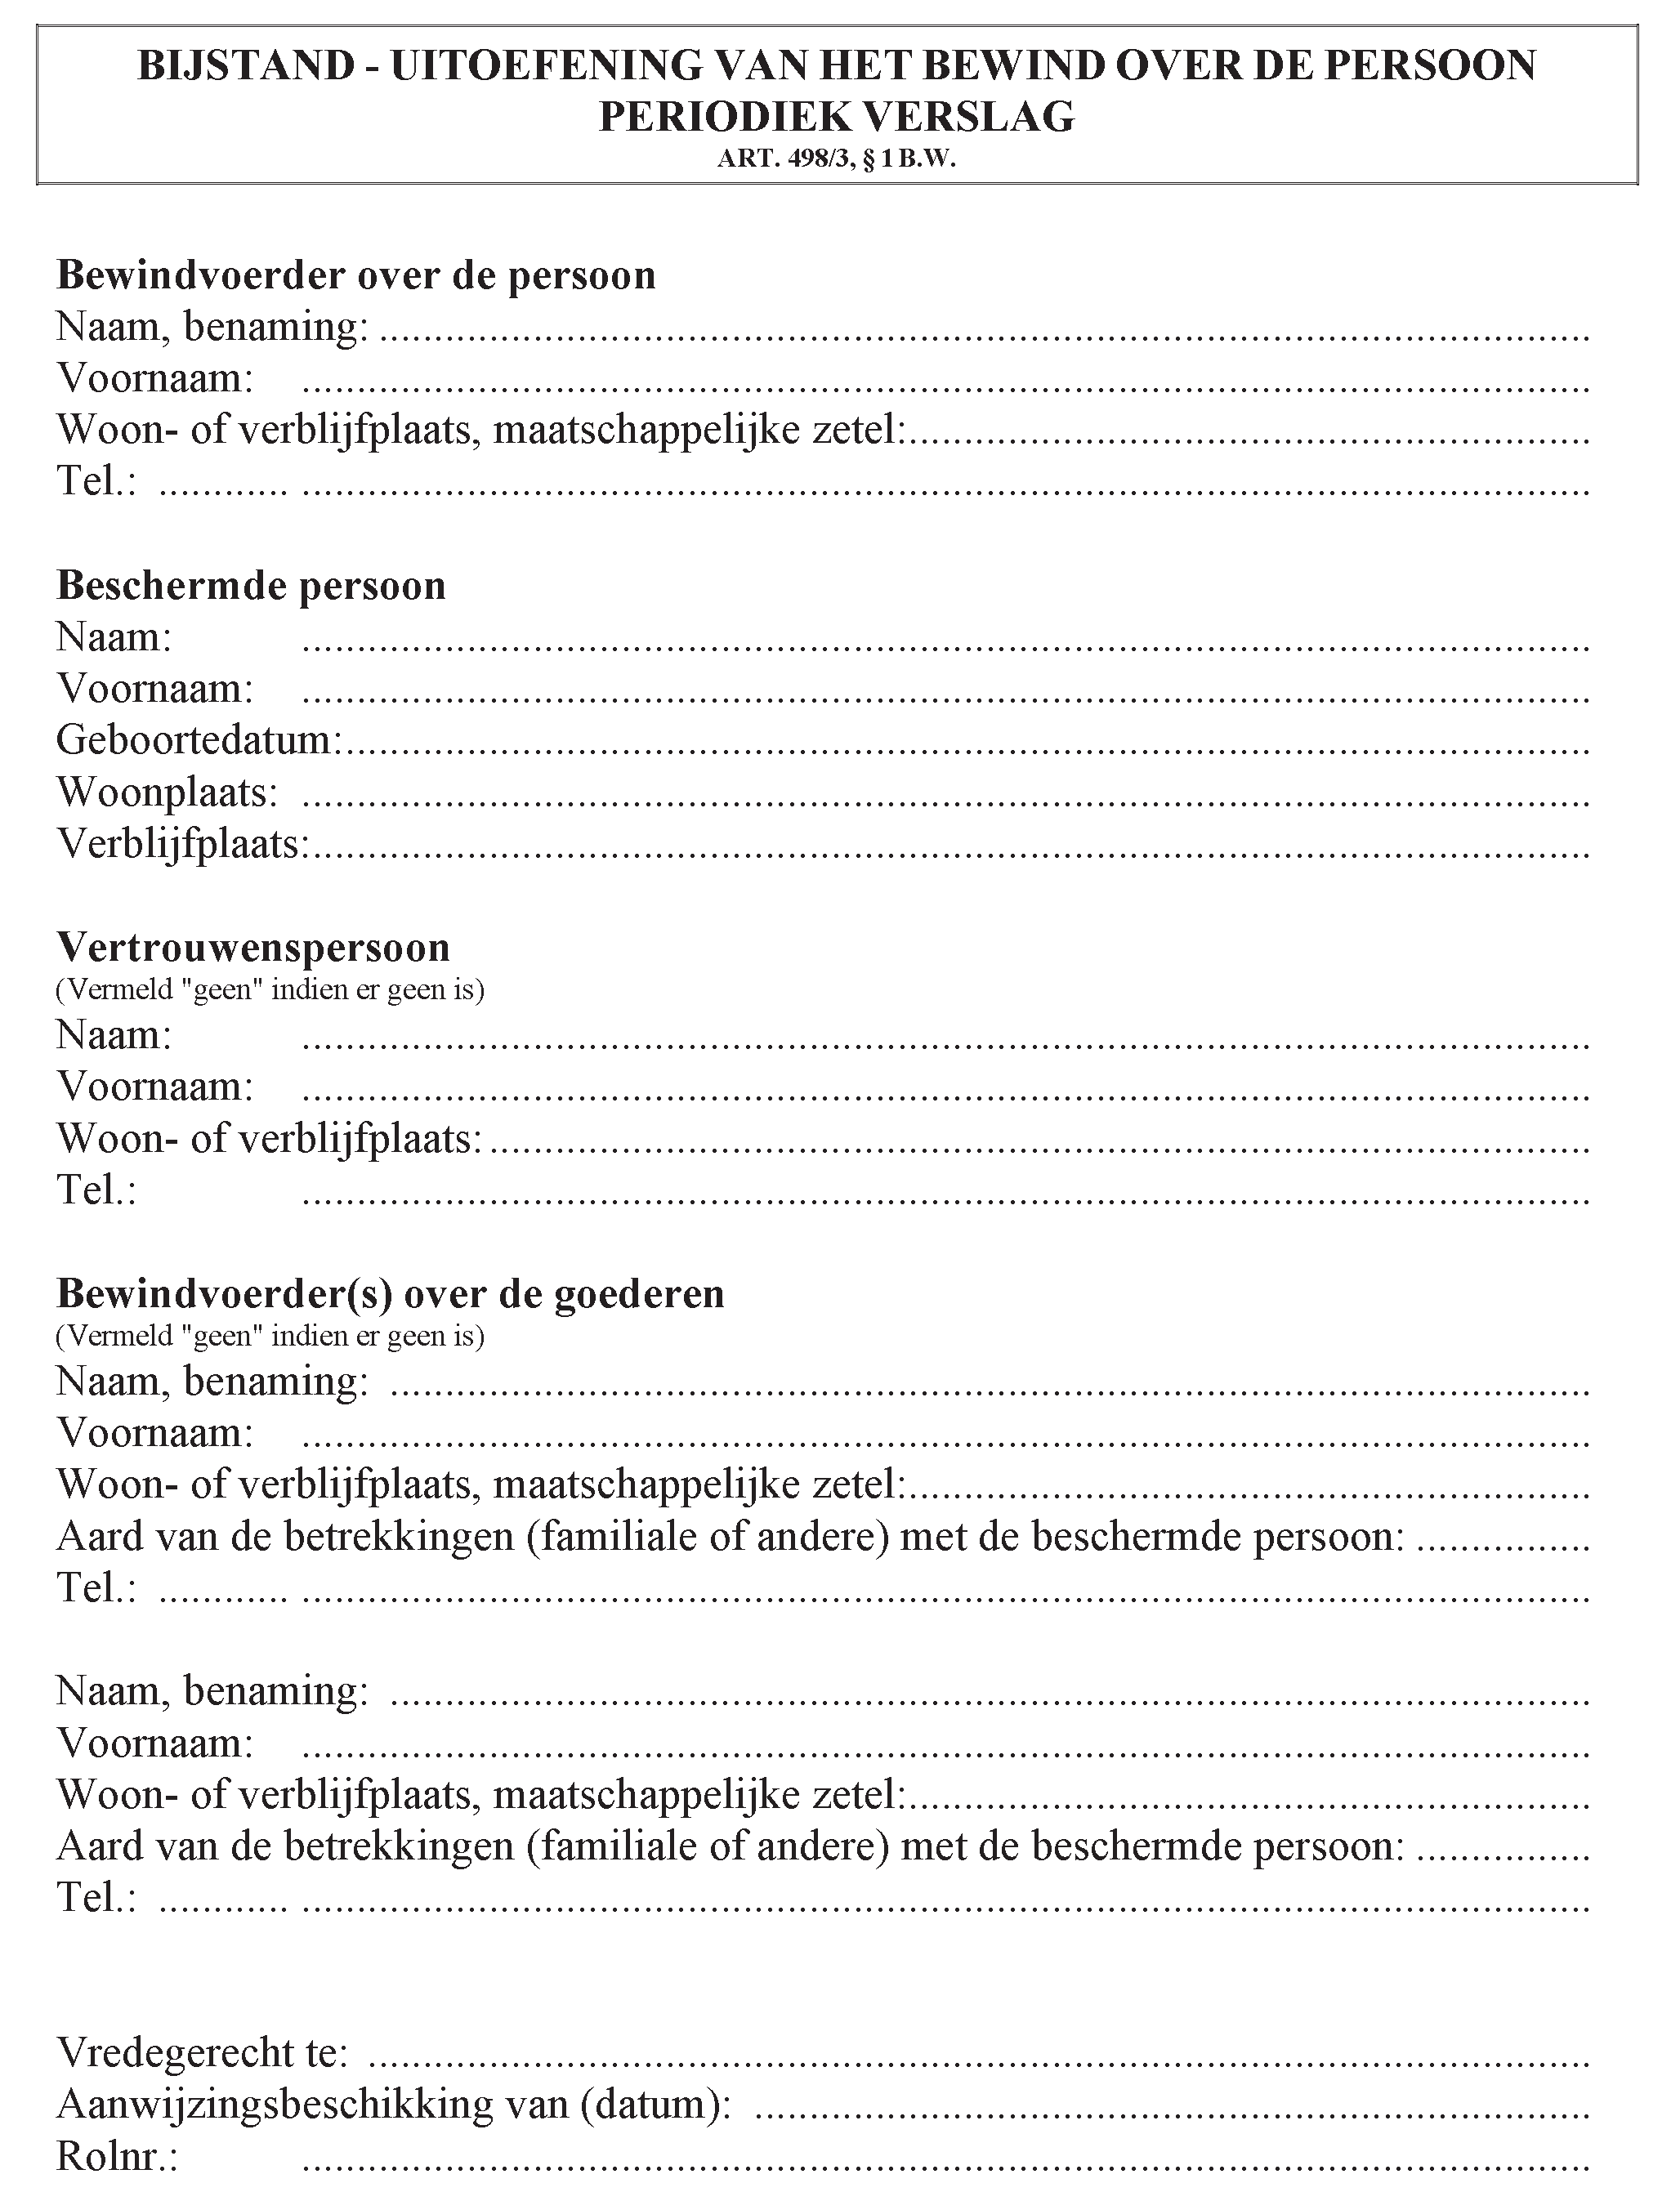 BIJSTAND - UITOEFENING VAN HET BEWIND OVER DE PERSOON
PERIODIEK VERSLAG
ART. 498/3, § 1 B.W.
Bewindvoerder over de persoon
Naam, benaming: ................................................................................
Voornaam: ................................................................................
Woon- of verblijfplaats, maatschappelijke zetel:................................................................................
Tel.: ............ ................................................................................
Beschermde persoon
Naam: ................................................................................
Voornaam: ................................................................................
Geboortedatum:................................................................................
Woonplaats: ................................................................................
Verblijfplaats:................................................................................
Vertrouwenspersoon
(Vermeld "geen" indien er geen is)
Naam: ................................................................................
Voornaam: ................................................................................
Woon- of verblijfplaats:................................................................................
Tel.: ................................................................................
Bewindvoerder(s) over de goederen
(Vermeld "geen" indien er geen is)
Naam, benaming: ................................................................................
Voornaam: ................................................................................
Woon- of verblijfplaats, maatschappelijke zetel:................................................................................
Aard van de betrekkingen (familiale of andere) met de beschermde persoon: ................
Tel.: ............ ................................................................................
Naam, benaming: ................................................................................
Voornaam: ................................................................................
Woon- of verblijfplaats, maatschappelijke zetel:................................................................................
Aard van de betrekkingen (familiale of andere) met de beschermde persoon: ................
Tel.: ............ ................................................................................
Vredegerecht te: ................................................................................
Aanwijzingsbeschikking van (datum): ................................................................................
Rolnr.: ................................................................................